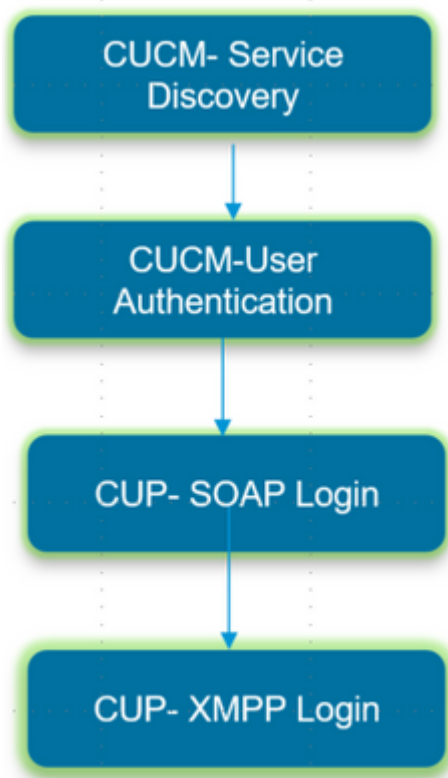 CUCM- Service
Discovery
CUCM-User
Authentication
CUP- SOAP Login
CUP- XMPP Login